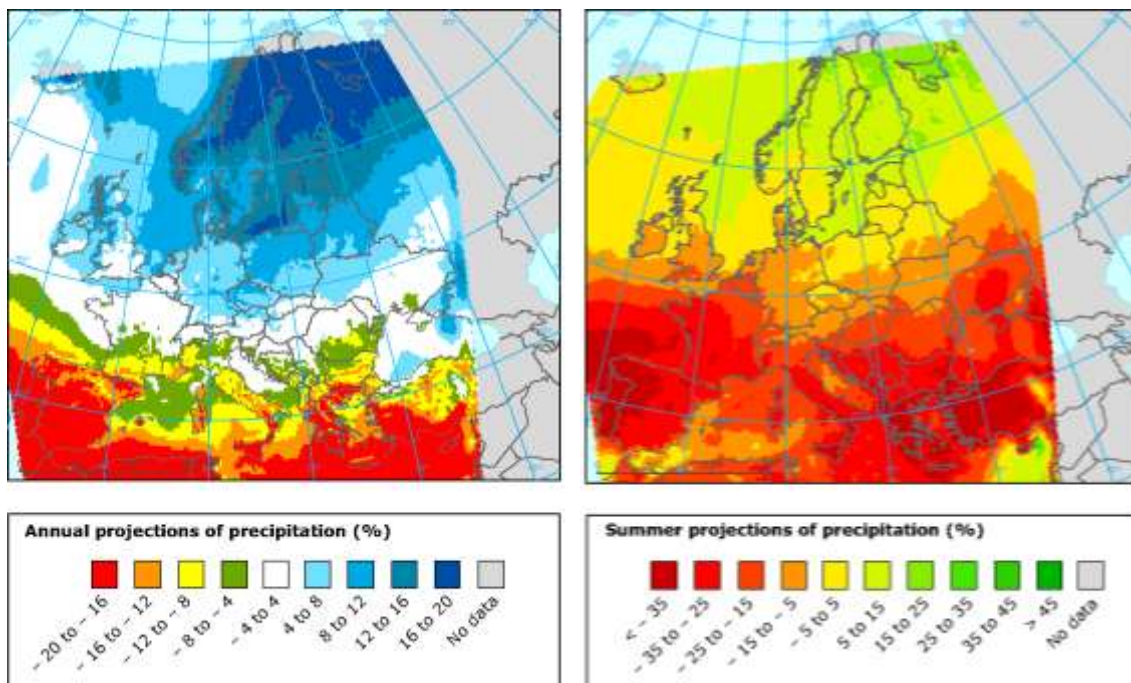 Annual projections of precipitation (%)
– 20 to – 16
– 16 to – 12
– 12 to – 8
– 8 to – 4
– 4 to 4
4 to 8
8 to 12
12 to 16
16 to 20
No data
Summer projections of precipitation (%)
< – 35
– 35 to – 25
– 25 to – 15
– 15 to – 5
– 5 to 5
5 to 15
15 to 25
25 to 35
35 to 45
> 45
No data